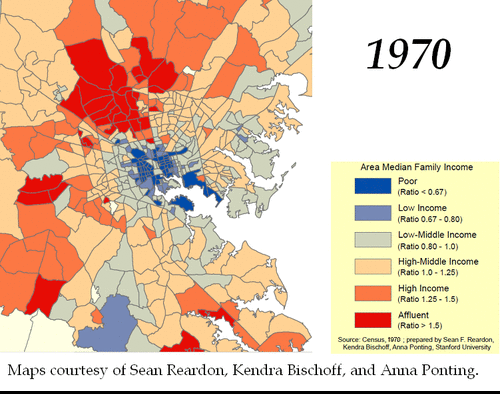 1970
Area Median Family Income
Poor
(Ratio < 0.67)
Low Income
(Ratio 0.67 - 0.80)
Low-Middle Income
(Ratio 0.80 - 1.0)
High-Middle Income
(Ratio 1.0 - 1.25)
High Income
(Ratio 1.25 - 1.5)
Affluent
(Ratio > 1.5)
Source: Census, 1970 ; prepared by Sean F. Reardon,
Kendra Bischoff, Anna Ponting, Stanford University
Maps courtesy of Sean Reardon, Kendra Bischoff, and Anna Ponting.